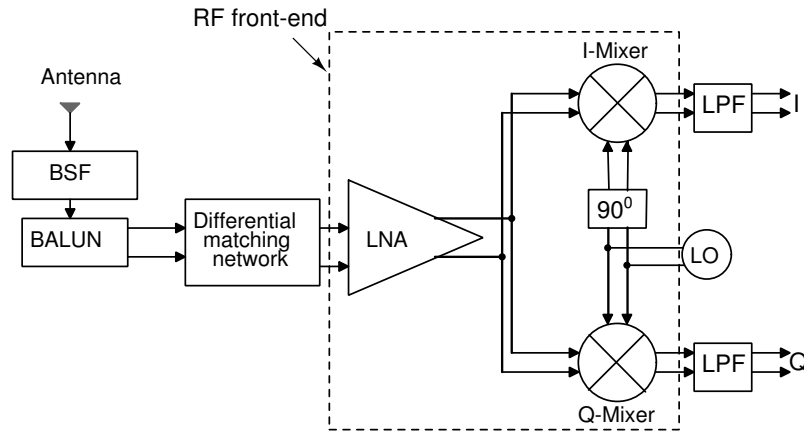 RF front-end
I-Mixer
Antenna
LPF
I
BSF
BALUN
Differential
matching
network
LNA
90⁰
LO
LPF
Q
Q-Mixer